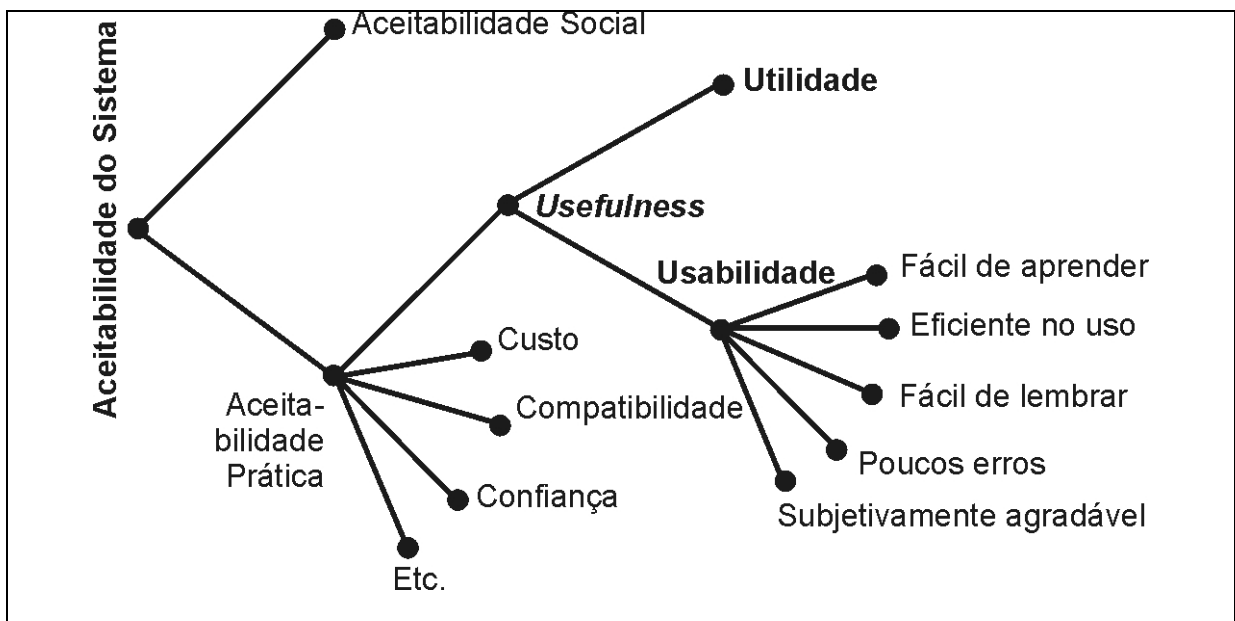 Aceitabilidade do Sistema
Aceitabilidade Social
Utilidade
Usefulness
Usabilidade
Fácil de aprender
Eficiente no uso
Fácil de lembrar
Poucos erros
Subjetivamente agradável
Custo
Compatibilidade
Confiança
Etc.
Aceita-
bilidade
Prática